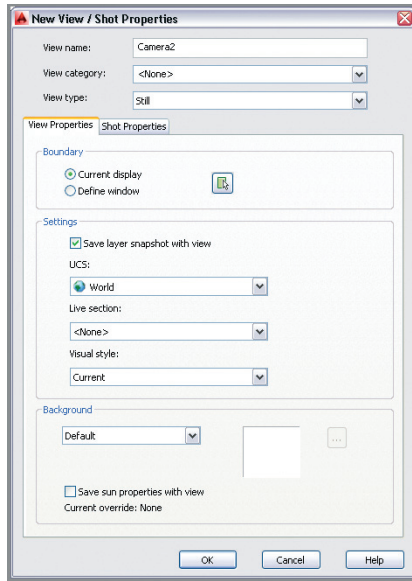 New View / Shot Properties
View name: Camera2
View category: <None>
View type: Still
View Properties Shot Properties
Boundary
Current display
Define window
Settings
Save layer snapshot with view
UCS:
World
Live section:
<None>
Visual style:
Current
Background
Default
...
Save sun properties with view
Current override: None
OK Cancel Help